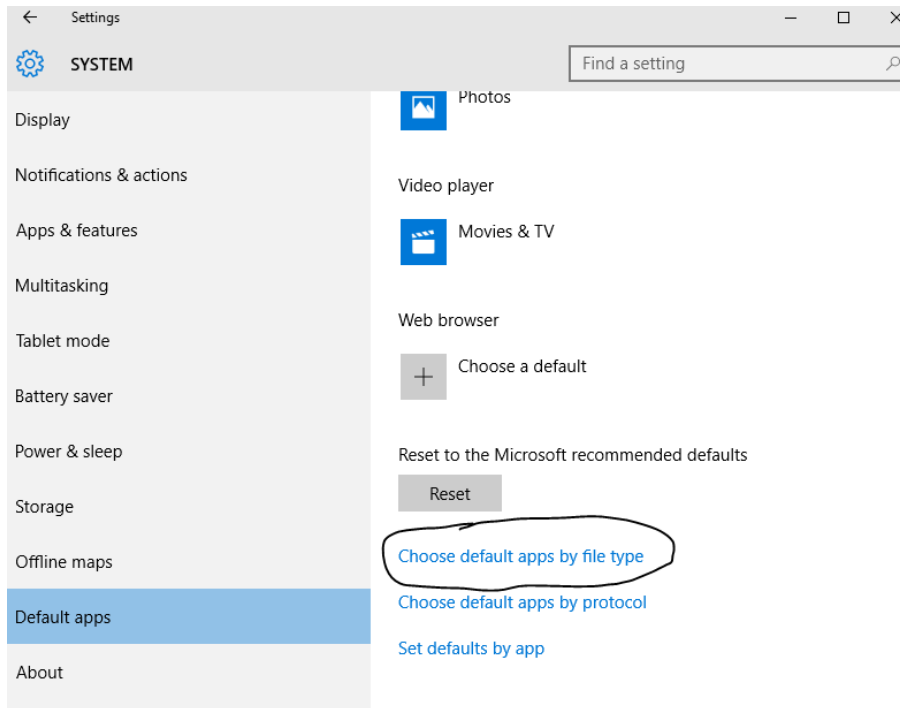 Settings
SYSTEM
Find a setting
Display
Notifications & actions
Apps & features
Multitasking
Tablet mode
Battery saver
Power & sleep
Storage
Offline maps
Default apps
About
Photos
Video player
Movies & TV
Web browser
Choose a default
Reset to the Microsoft recommended defaults
Reset
Choose default apps by file type
Choose default apps by protocol
Set defaults by app